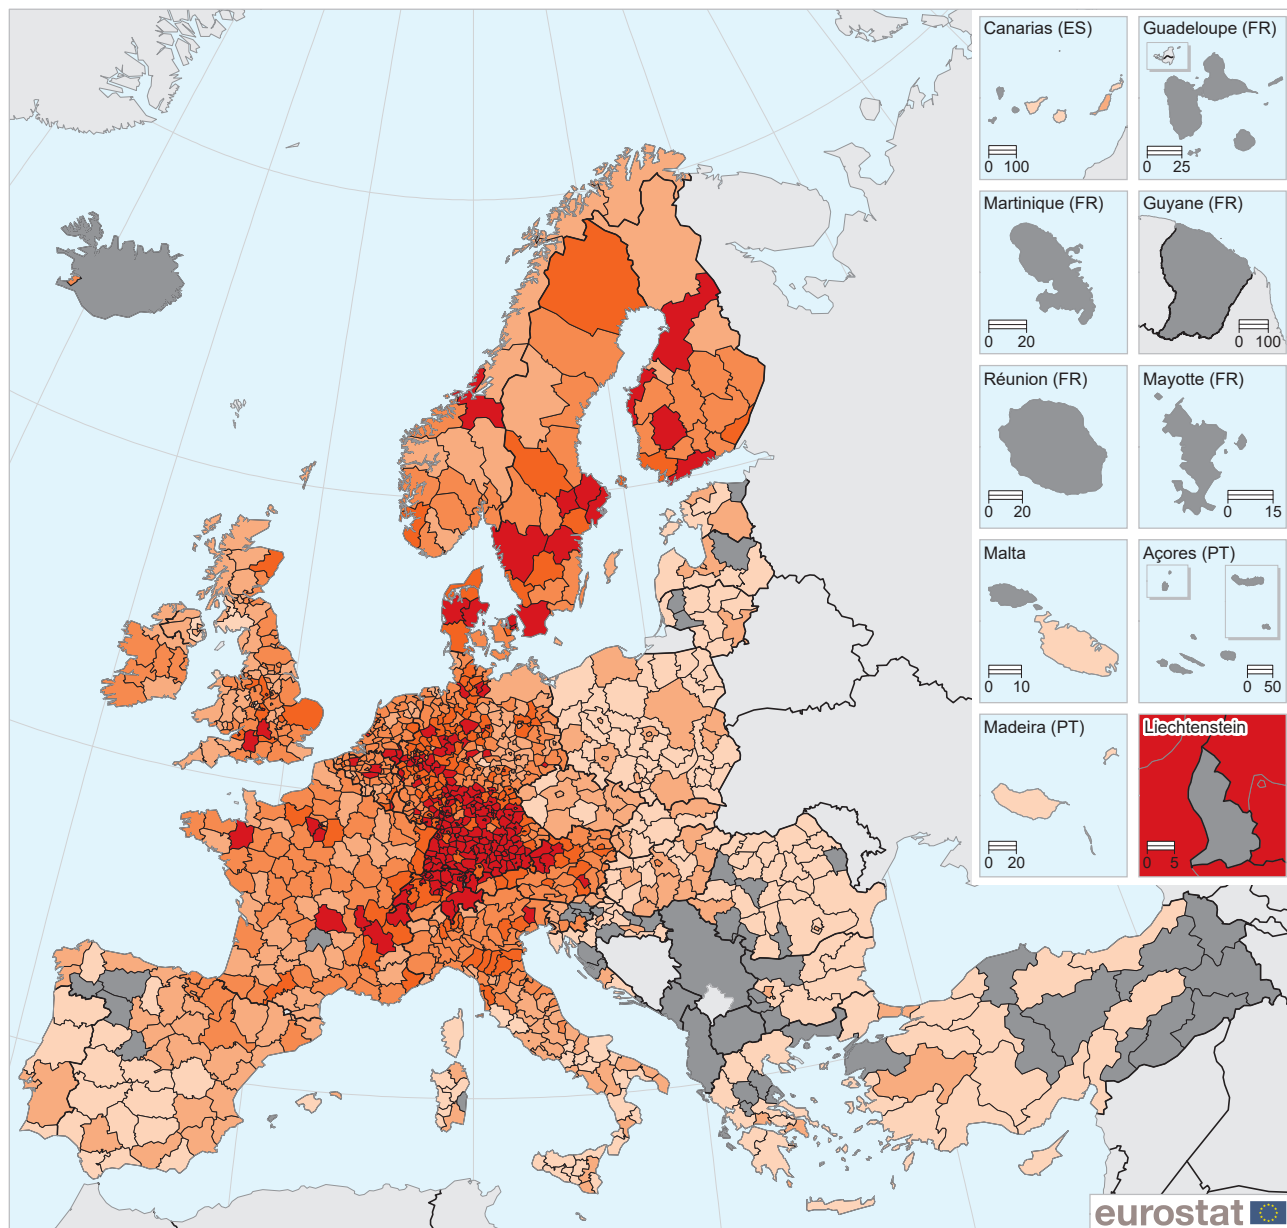 Canarias (ES)
0 100
Guadeloupe (FR)
0 25
Martinique (FR)
0 20
Guyane (FR)
0 100
Réunion (FR)
0 20
Mayotte (FR)
0 15
Malta
0 10
Açores (PT)
0 50
Madeira (PT)
0 20
Liechtenstein
0 5
eurostat